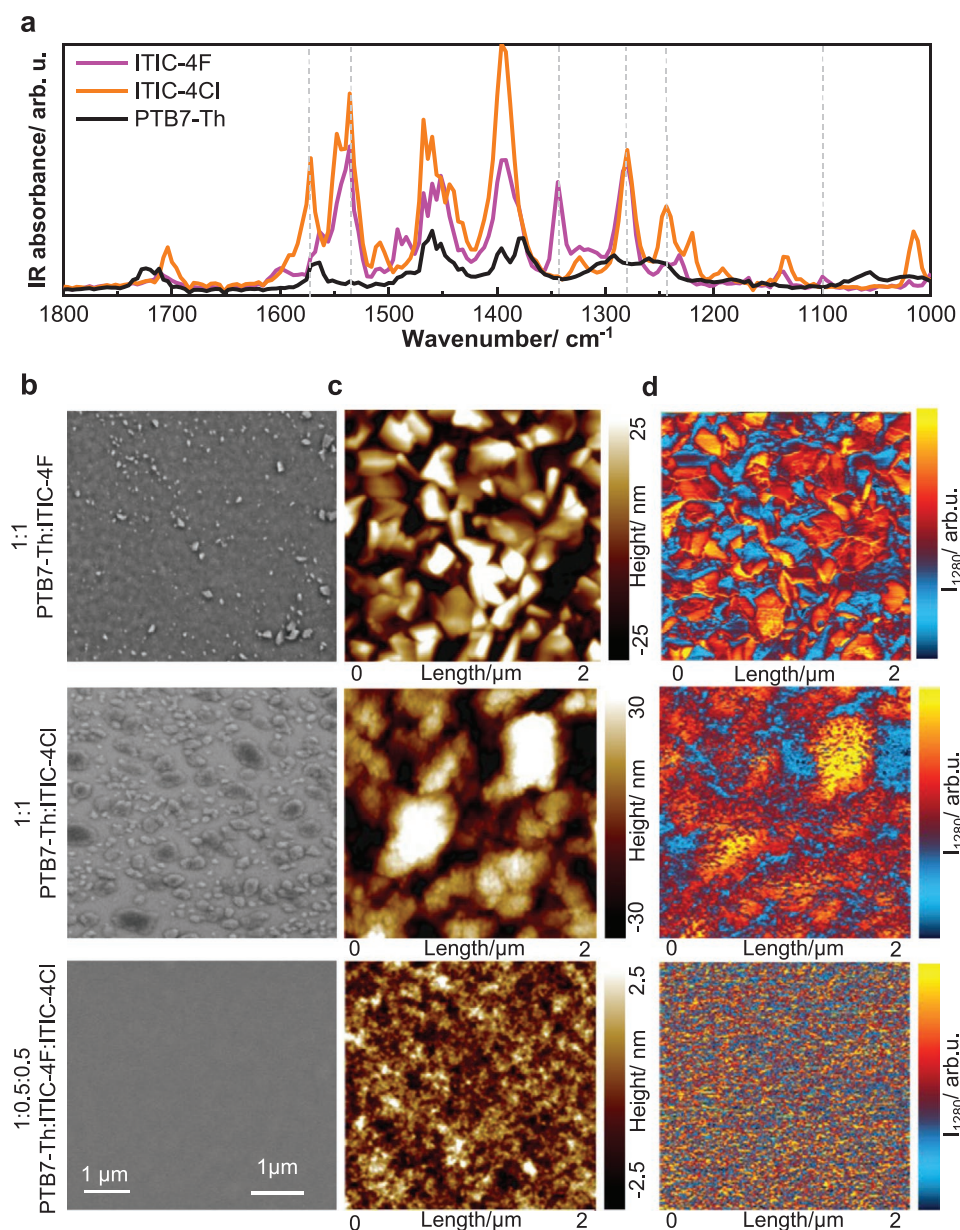 a
IR absorbance/ arb. u.
ITIC-4F
ITIC-4Cl
PTB7-Th
1800 1700 1600 1500 1400 1300 1200 1100 1000
Wavenumber/ cm⁻¹
b c d
1:1
PTB7-Th:ITIC-4F
25
Height/ nm
-25
I₁₂₈₀/ arb.u.
0 Length/µm 2
0 Length/µm 2
1:1
PTB7-Th:ITIC-4Cl
30
Height/ nm
-30
I₁₂₈₀/ arb.u.
0 Length/µm 2
0 Length/µm 2
1:0.5:0.5
PTB7-Th:ITIC-4F:ITIC-4Cl
1 µm 1µm
2.5
Height/ nm
-2.5
I₁₂₈₀/ arb.u.
0 Length/µm 2
0 Length/µm 2